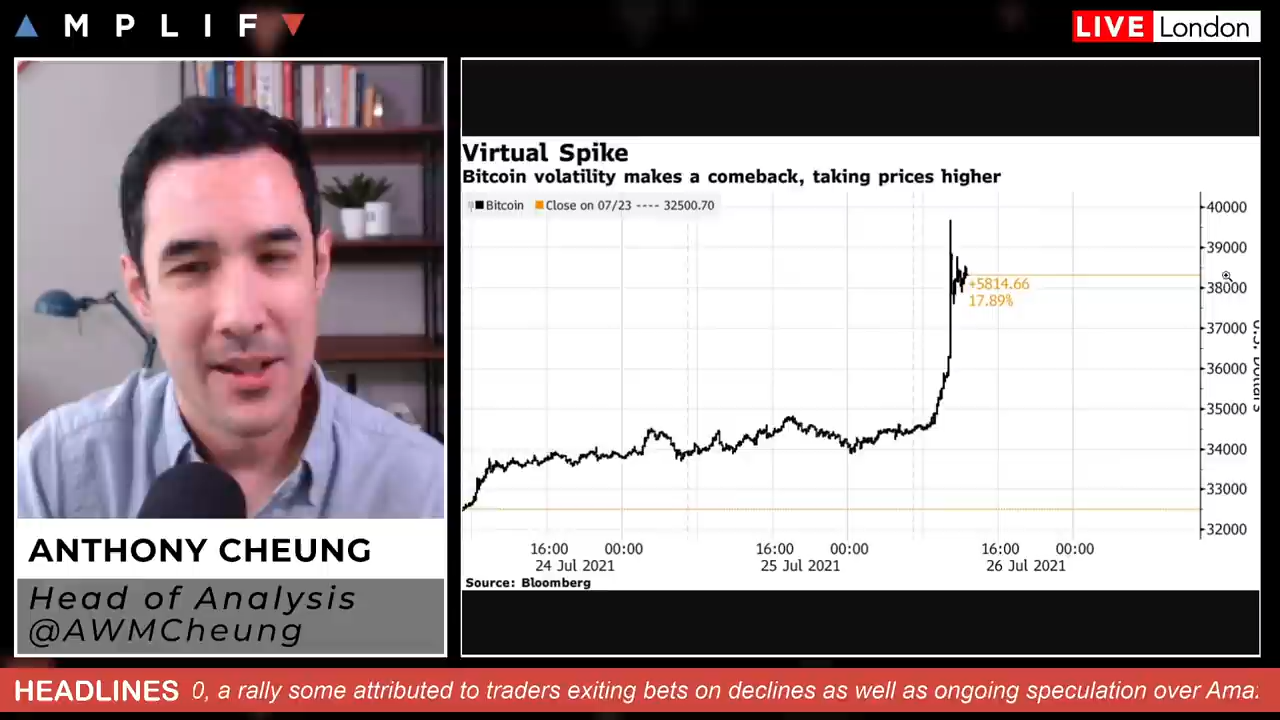 ▲ M P L I F ▼
LIVE London
Virtual Spike
Bitcoin volatility makes a comeback, taking prices higher
Bitcoin Close on 07/23 ---- 32500.70
40000
39000
+5814.66
38000
17.89%
37000
36000
35000
34000
33000
32000
U.S. Dollars
16:00 00:00 16:00 00:00 16:00 00:00
24 Jul 2021 25 Jul 2021 26 Jul 2021
Source: Bloomberg
ANTHONY CHEUNG
Head of Analysis
@AWMCheung
HEADLINES 0, a rally some attributed to traders exiting bets on declines as well as ongoing speculation over Ama